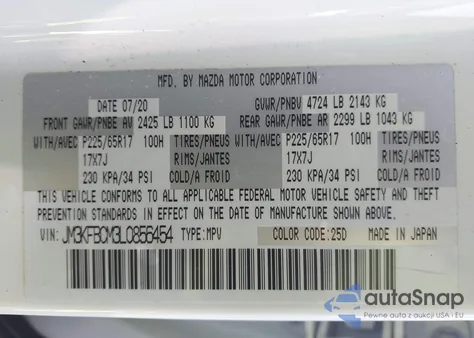 MFD. BY MAZDA MOTOR CORPORATION
DATE 07/20 GVWR/PNBV 4724 LB 2143 KG
FRONT GAWR/PNBE AV 2425 LB 1100 KG REAR GAWR/PNBE AR 2299 LB 1043 KG
WITH/AVEC P225/65R17 100H TIRES/PNEUS WITH/AVEC P225/65R17 100H TIRES/PNEUS
17X7J RIMS/JANTES 17X7J RIMS/JANTES
230 KPA/34 PSI COLD/A FROID 230 KPA/34 PSI COLD/A FROID
THIS VEHICLE CONFORMS TO ALL APPLICABLE FEDERAL MOTOR VEHICLE SAFETY AND THEFT
PREVENTION STANDARDS IN EFFECT ON THE DATE OF MANUFACTURE SHOWN ABOVE.
VIN: JM3KFBCM3L0856454 TYPE:MPV COLOR CODE:25D MADE IN JAPAN
autoSnap
Pewne auta z aukcji USA i EU